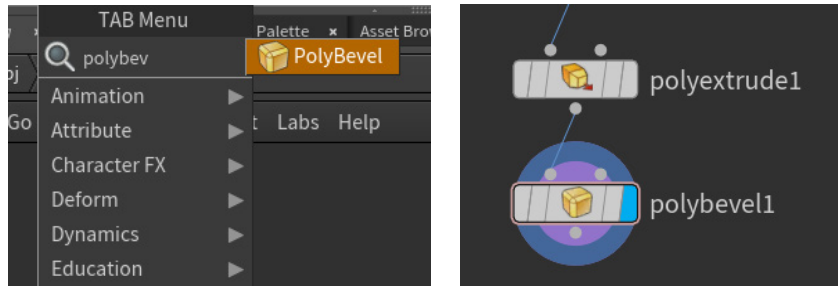 TAB Menu
Palette × Asset Bro
polybev
PolyBevel
oj
Animation
Go
Attribute
t Labs Help
Character FX
Deform
Dynamics
Education
polyextrude1
polybevel1